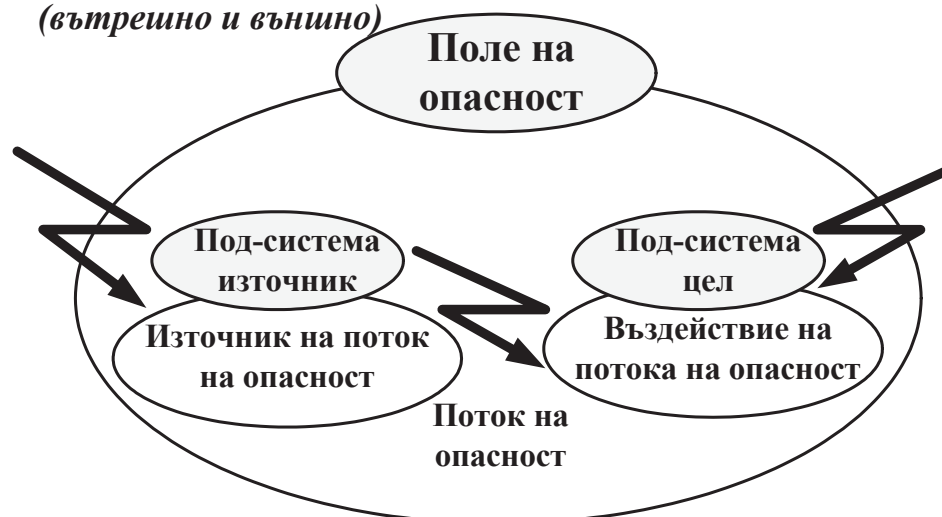 (вътрешно и външно)
Поле на
опасност
Под-система
източник
Източник на поток
на опасност
Под-система
цел
Въздействие на
потока на опасност
Поток на
опасност